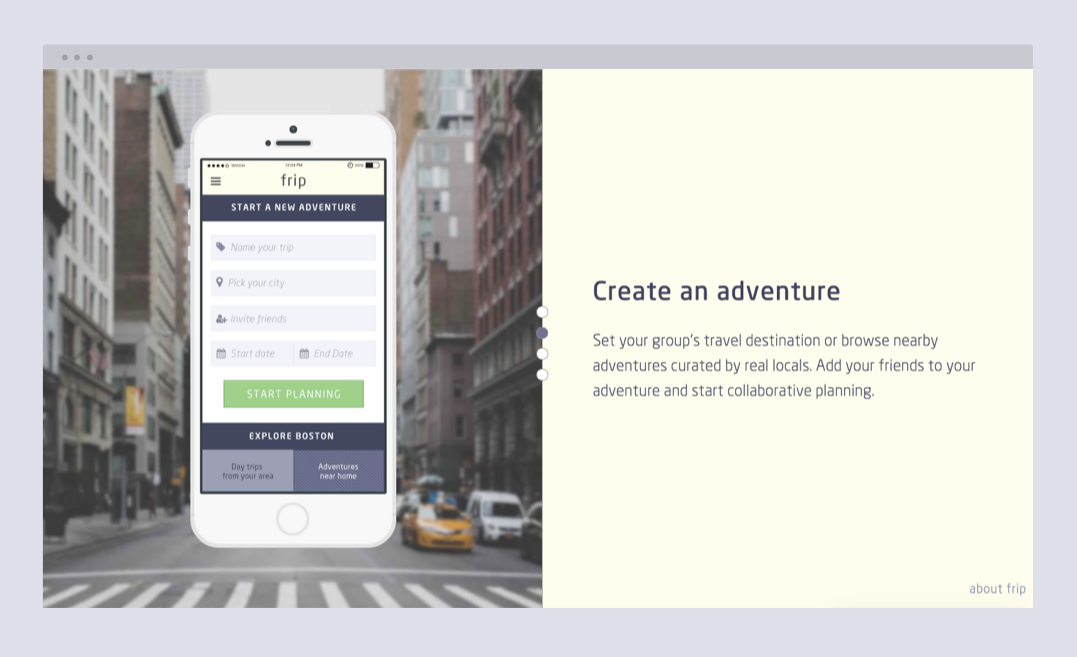 Verizon
12:04 PM
frip
START A NEW ADVENTURE
Name your trip
Pick your city
Invite friends
Start date
End Date
START PLANNING
EXPLORE BOSTON
Day trips
from your area
Adventures
near home
Create an adventure
Set your group's travel destination or browse nearby
adventures curated by real locals. Add your friends to your
adventure and start collaborative planning.
about frip